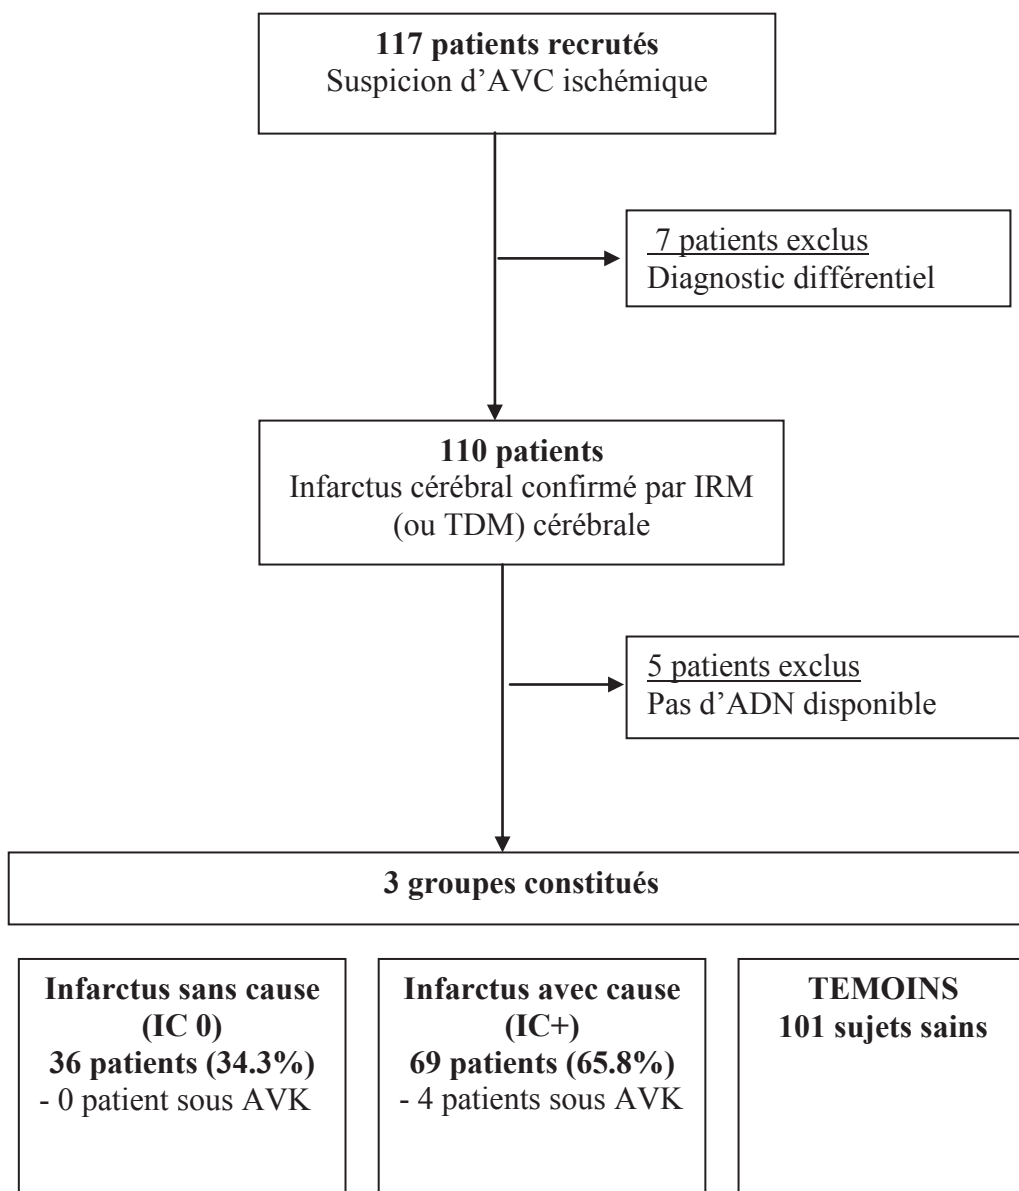 117 patients recrutés
Suspicion d’AVC ischémique
7 patients exclus
Diagnostic différentiel
110 patients
Infarctus cérébral confirmé par IRM
(ou TDM) cérébrale
5 patients exclus
Pas d’ADN disponible
3 groupes constitués
Infarctus sans cause
(IC 0)
36 patients (34.3%)
- 0 patient sous AVK
Infarctus avec cause
(IC+)
69 patients (65.8%)
- 4 patients sous AVK
TEMOINS
101 sujets sains